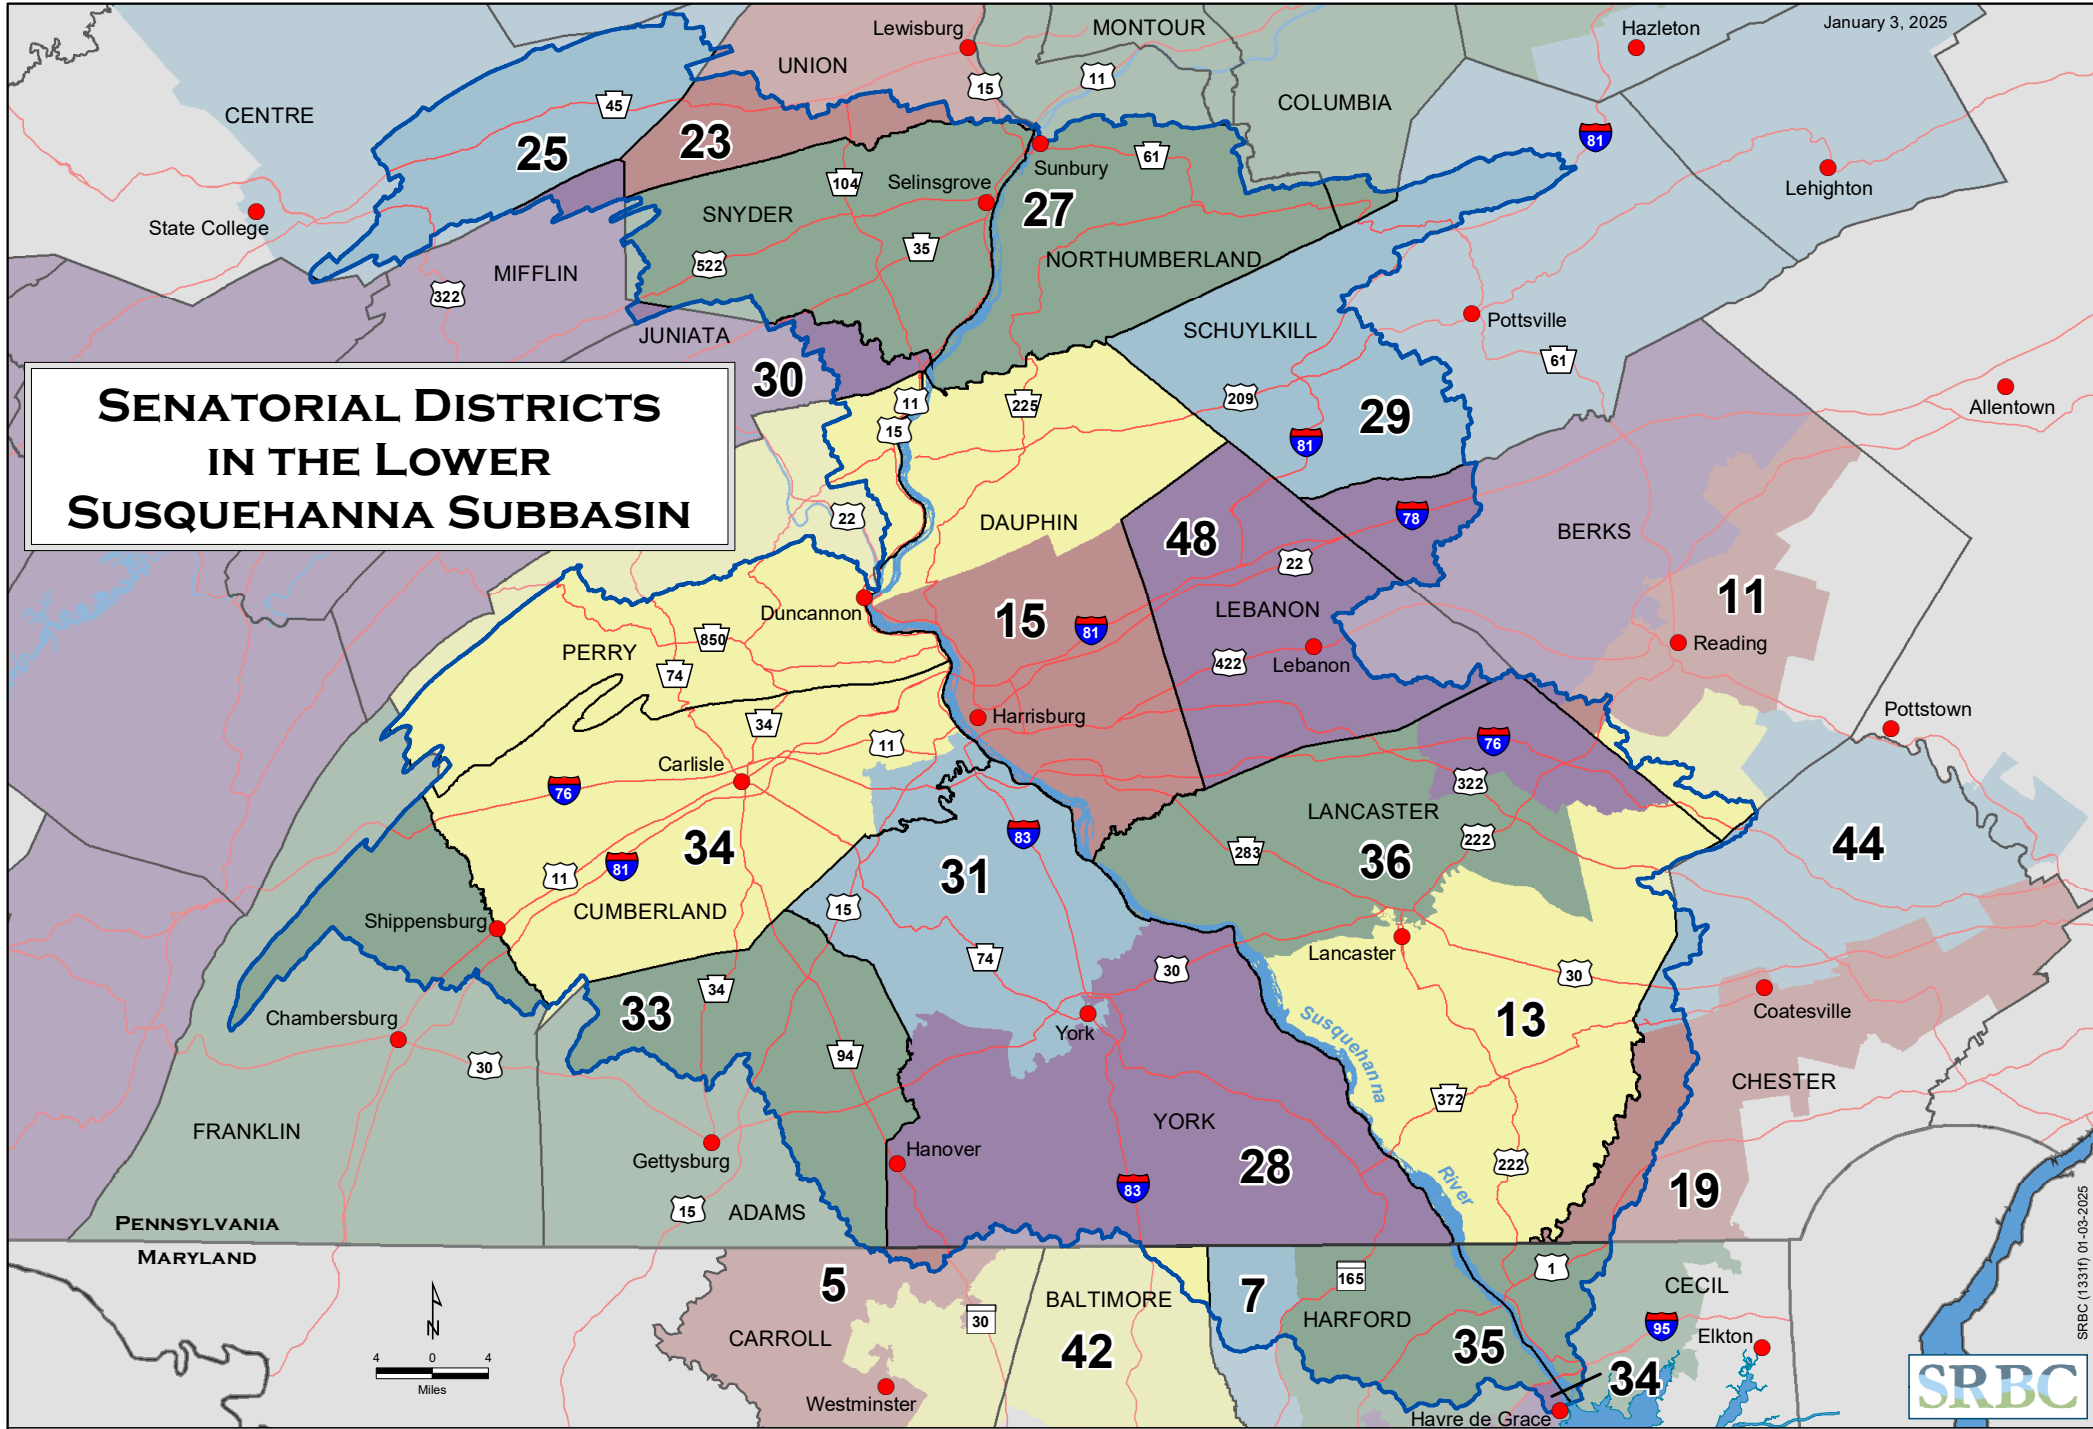 January 3, 2025
Lewisburg
MONTOUR
Hazleton
UNION
15
11
CENTRE
45
COLUMBIA
25
23
81
Sunbury
61
104
Selinsgrove
Lehighton
State College
SNYDER
27
35
522
NORTHUMBERLAND
MIFFLIN
322
SCHUYLKILL
Pottsville
JUNIATA
61
30
209
11
225
Allentown
15
29
81
SENATORIAL DISTRICTS
IN THE LOWER
SUSQUEHANNA SUBBASIN
22
DAUPHIN
48
78
BERKS
22
11
Duncannon
15
81
LEBANON
850
PERRY
74
422
Lebanon
Reading
Harrisburg
34
11
76
Pottstown
Carlisle
76
322
LANCASTER
83
222
34
283
36
44
81
11
31
CUMBERLAND
15
Shippensburg
74
30
Lancaster
30
34
33
13
Coatesville
Chambersburg
Susquehanna
York
94
30
372
CHESTER
FRANKLIN
YORK
Hanover
Gettysburg
28
222
83
River
19
15
ADAMS
PENNSYLVANIA
MARYLAND
5
7
165
1
CECIL
BALTIMORE
30
HARFORD
95
CARROLL
42
35
Elkton
N
4 0 4
Miles
34
Westminster
Havre de Grace
SRBC
SRBC (1331f) 01-03-2025